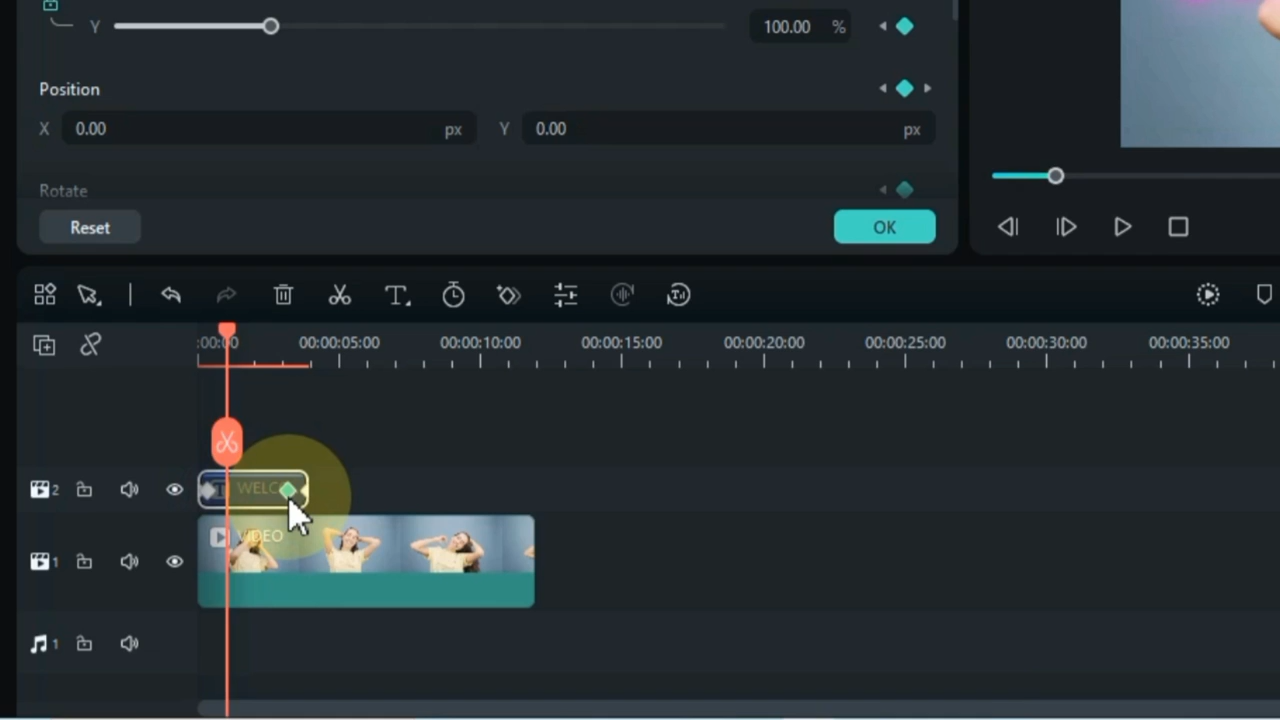 Y 100.00 %
Position
X 0.00 px Y 0.00 px
Rotate
Reset OK
:00:00 00:00:05:00 00:00:10:00 00:00:15:00 00:00:20:00 00:00:25:00 00:00:30:00 00:00:35:00
2 WELC
1 VIDEO
1